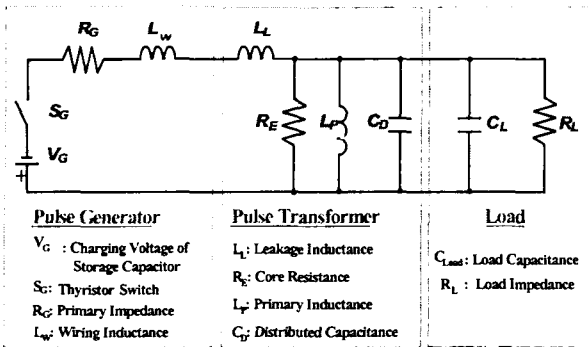 R_G L_w L_L
S_G
V_G
+
R_E L_P C_D C_L R_L
Pulse Generator
V_G : Charging Voltage of
Storage Capacitor
S_G: Thyristor Switch
R_G: Primary Impedance
L_w: Wiring Inductance
Pulse Transformer
L_L: Leakage Inductance
R_E: Core Resistance
L_P: Primary Inductance
C_D: Distributed Capacitance
Load
C_Load: Load Capacitance
R_L : Load Impedance